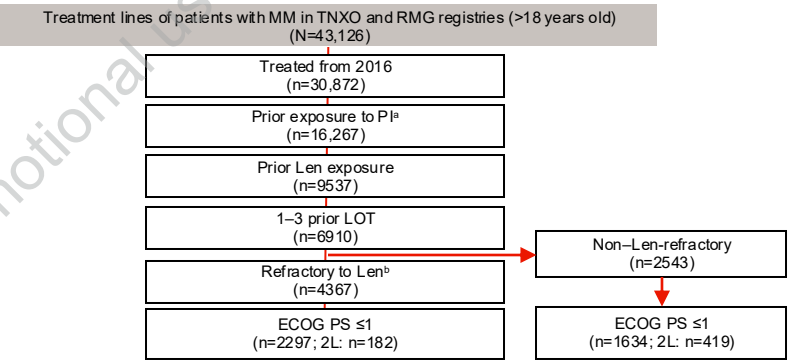 Treatment lines of patients with MM in TNXO and RMG registries (>18 years old)
(N=43,126)
Treated from 2016
(n=30,872)
Prior exposure to PIᵃ
(n=16,267)
Prior Len exposure
(n=9537)
1–3 prior LOT
(n=6910)
Non–Len-refractory
(n=2543)
Refractory to Lenᵇ
(n=4367)
ECOG PS ≤1
(n=2297; 2L: n=182)
ECOG PS ≤1
(n=1634; 2L: n=419)